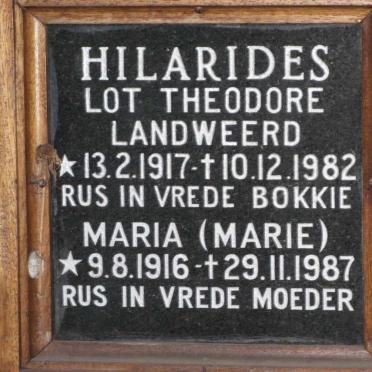 HILARIDES
LOT THEODORE
LANDWEERD
★ 13.2.1917-†10.12.1982
RUS IN VREDE BOKKIE
MARIA (MARIE)
★ 9.8.1916-†29.11.1987
RUS IN VREDE MOEDER